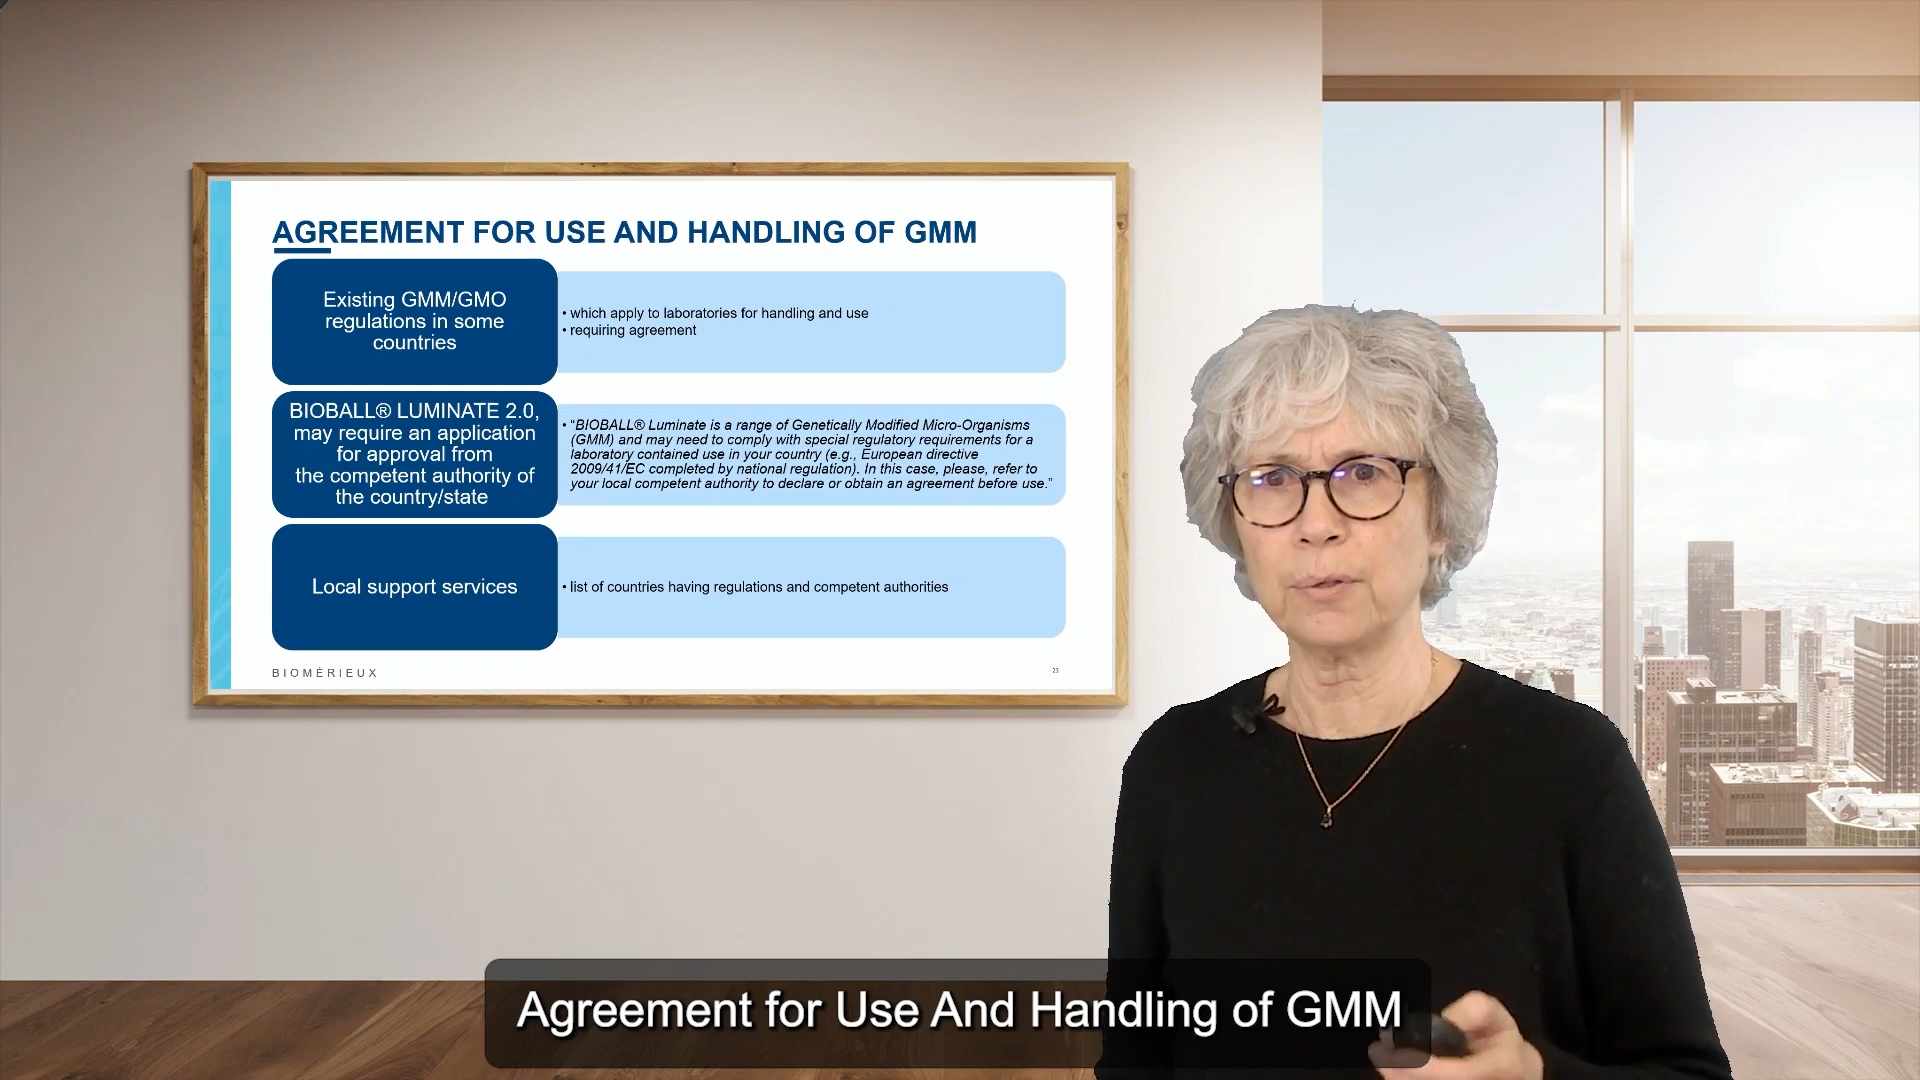 AGREEMENT FOR USE AND HANDLING OF GMM
Existing GMM/GMO
regulations in some
countries
• which apply to laboratories for handling and use
• requiring agreement
BIOBALL® LUMINATE 2.0,
may require an application
for approval from
the competent authority of
the country/state
• "BIOBALL® Luminate is a range of Genetically Modified Micro-Organisms
(GMM) and may need to comply with special regulatory requirements for a
laboratory contained use in your country (e.g., European directive
2009/41/EC completed by national regulation). In this case, please, refer to
your local competent authority to declare or obtain an agreement before use."
Local support services
• list of countries having regulations and competent authorities
BIOMÉRIEUX
23
Agreement for Use And Handling of GMM